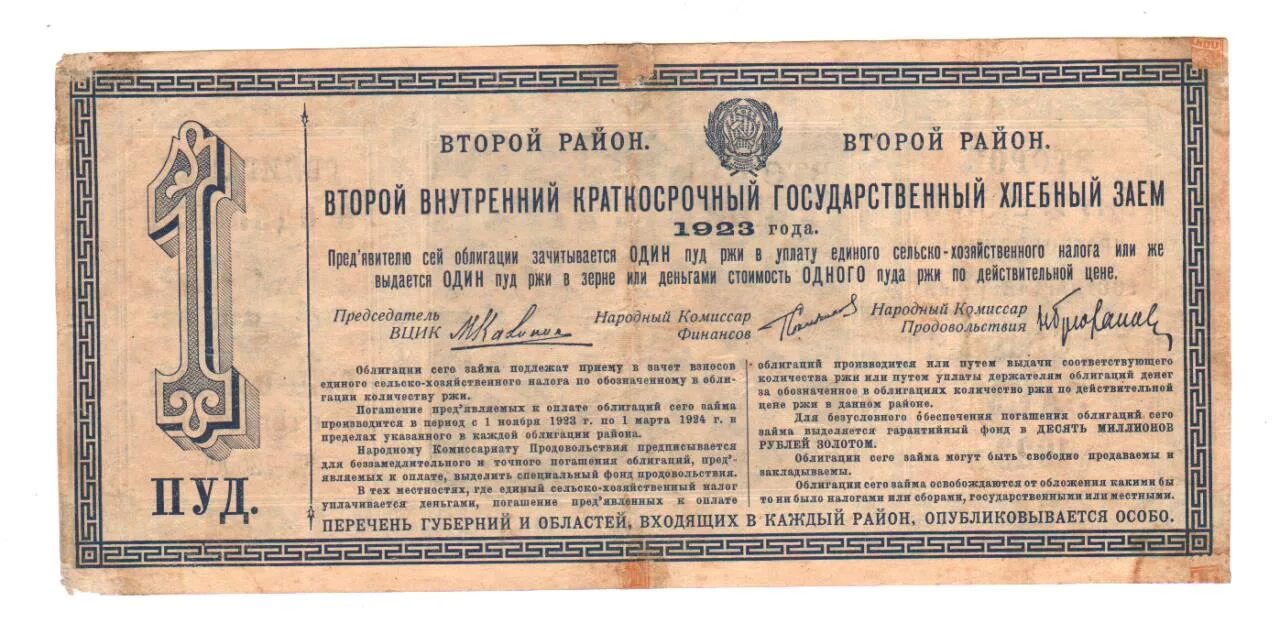 1
ПУД.
ВТОРОЙ РАЙОН.
ВТОРОЙ РАЙОН.
ВТОРОЙ ВНУТРЕННИЙ КРАТКОСРОЧНЫЙ ГОСУДАРСТВЕННЫЙ ХЛЕБНЫЙ ЗАЕМ
1923 года.
Пред'явителю сей облигации зачитывается ОДИН пуд ржи в уплату единого сельско-хозяйственного налога или же
выдается ОДИН пуд ржи в зерне или деньгами стоимость ОДНОГО пуда ржи по действительной цене.
Председатель
ВЦИК
Народный Комиссар
Финансов
Народный Комиссар
Продовольствия
Облигации сего займа подлежат приему в зачет взносов
единого сельско-хозяйственного налога по обозначенному в обли-
гации количеству ржи.
Погашение пред'являемых к оплате облигаций сего займа
производится в период с 1 ноября 1923 г. по 1 марта 1924 г. в
пределах указанного в каждой облигации района.
Народному Комиссариату Продовольствия предписывается
для беззамедлительного и точного погашения облигаций, пред'-
являемых к оплате, выделить специальный фонд продовольствия.
В тех местностях, где единый сельско-хозяйственный налог
уплачивается деньгами, погашение пред'явленных к оплате
облигаций производится или путем выдачи соответствующего
количества ржи или путем уплаты держателям облигаций денег
за обозначенное в облигациях количество ржи по действительной
цене ржи в данном районе.
Для безусловного обеспечения погашения облигаций сего
займа выделяется гарантийный фонд в ДЕСЯТЬ МИЛЛИОНОВ
РУБЛЕЙ ЗОЛОТОМ.
Облигации сего займа могут быть свободно продаваемы и
закладываемы.
Облигации сего займа освобождаются от обложения какими бы
то ни было налогами или сборами, государственными или местными.
ПЕРЕЧЕНЬ ГУБЕРНИЙ И ОБЛАСТЕЙ, ВХОДЯЩИХ В КАЖДЫЙ РАЙОН, ОПУБЛИКОВЫВАЕТСЯ ОСОБО.